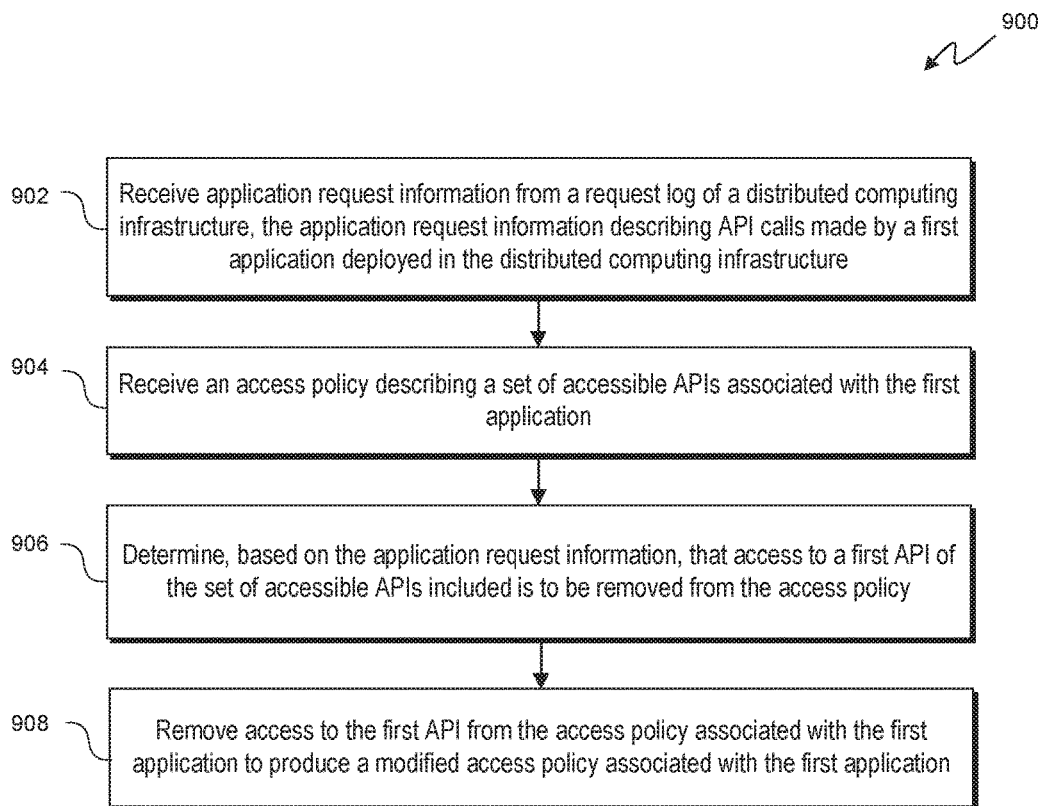 900
902
Receive application request information from a request log of a distributed computing
infrastructure, the application request information describing API calls made by a first
application deployed in the distributed computing infrastructure
904
Receive an access policy describing a set of accessible APIs associated with the first
application
906
Determine, based on the application request information, that access to a first API of
the set of accessible APIs included is to be removed from the access policy
908
Remove access to the first API from the access policy associated with the first
application to produce a modified access policy associated with the first application